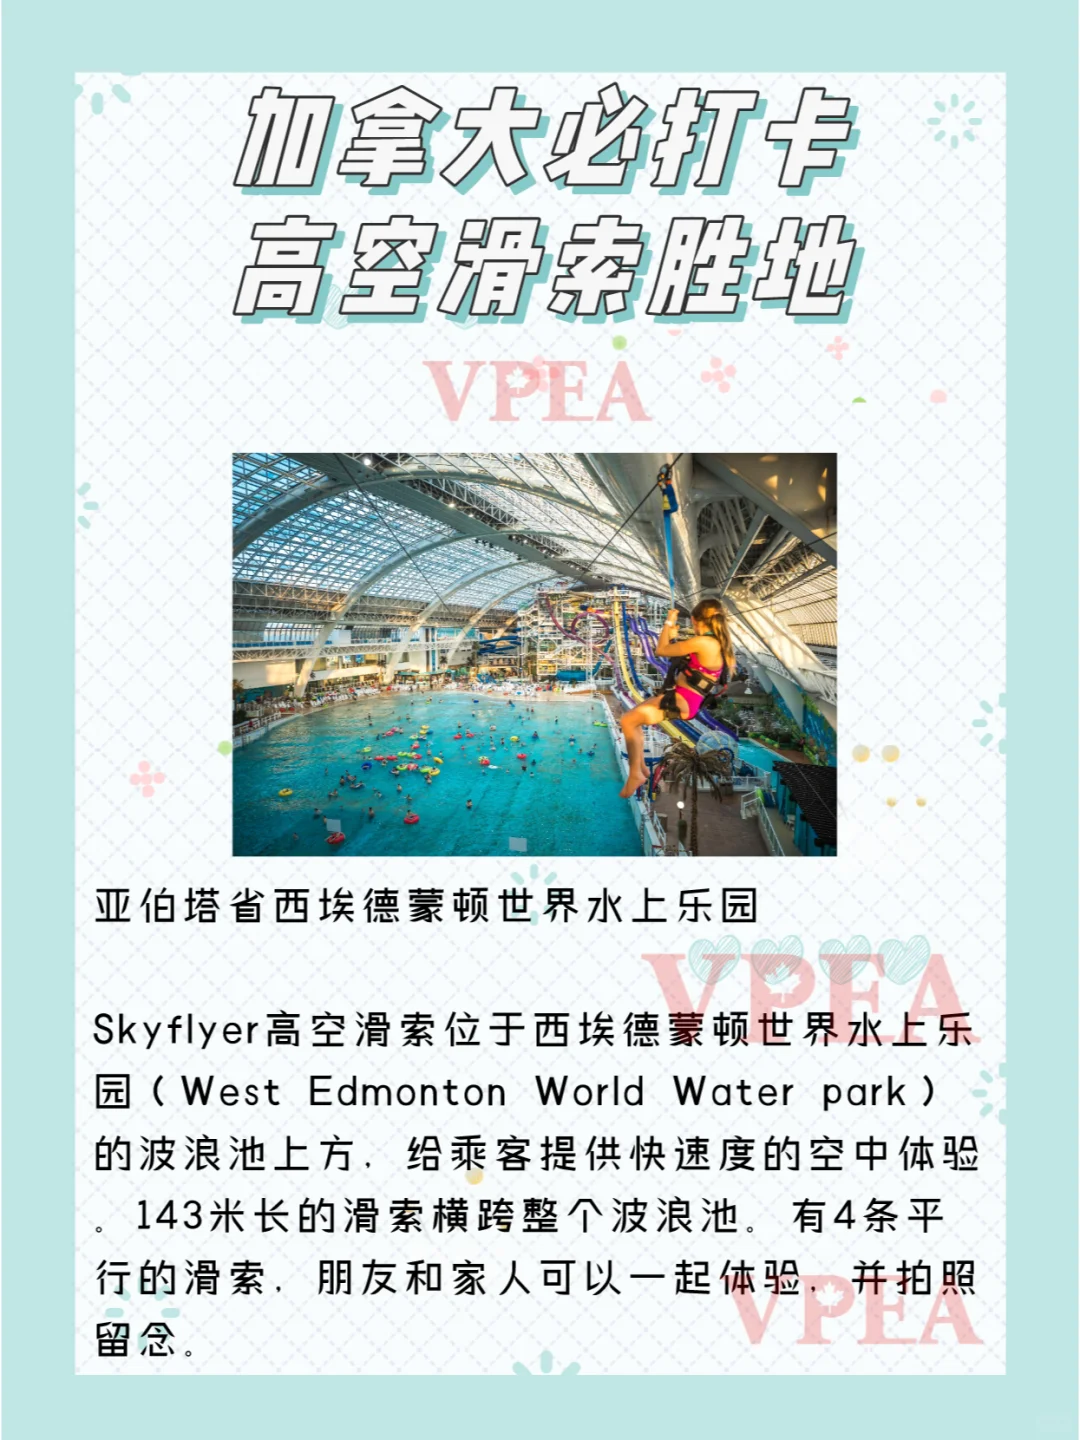 加拿大必打卡
高空滑索胜地
VPEA
亚伯塔省西埃德蒙顿世界水上乐园
VPEA
Skyflyer高空滑索位于西埃德蒙顿世界水上乐
园（West Edmonton World Water park）
的波浪池上方，给乘客提供快速度的空中体验
。143米长的滑索横跨整个波浪池。有4条平
行的滑索，朋友和家人可以一起体验，并拍照
留念。
VPEA